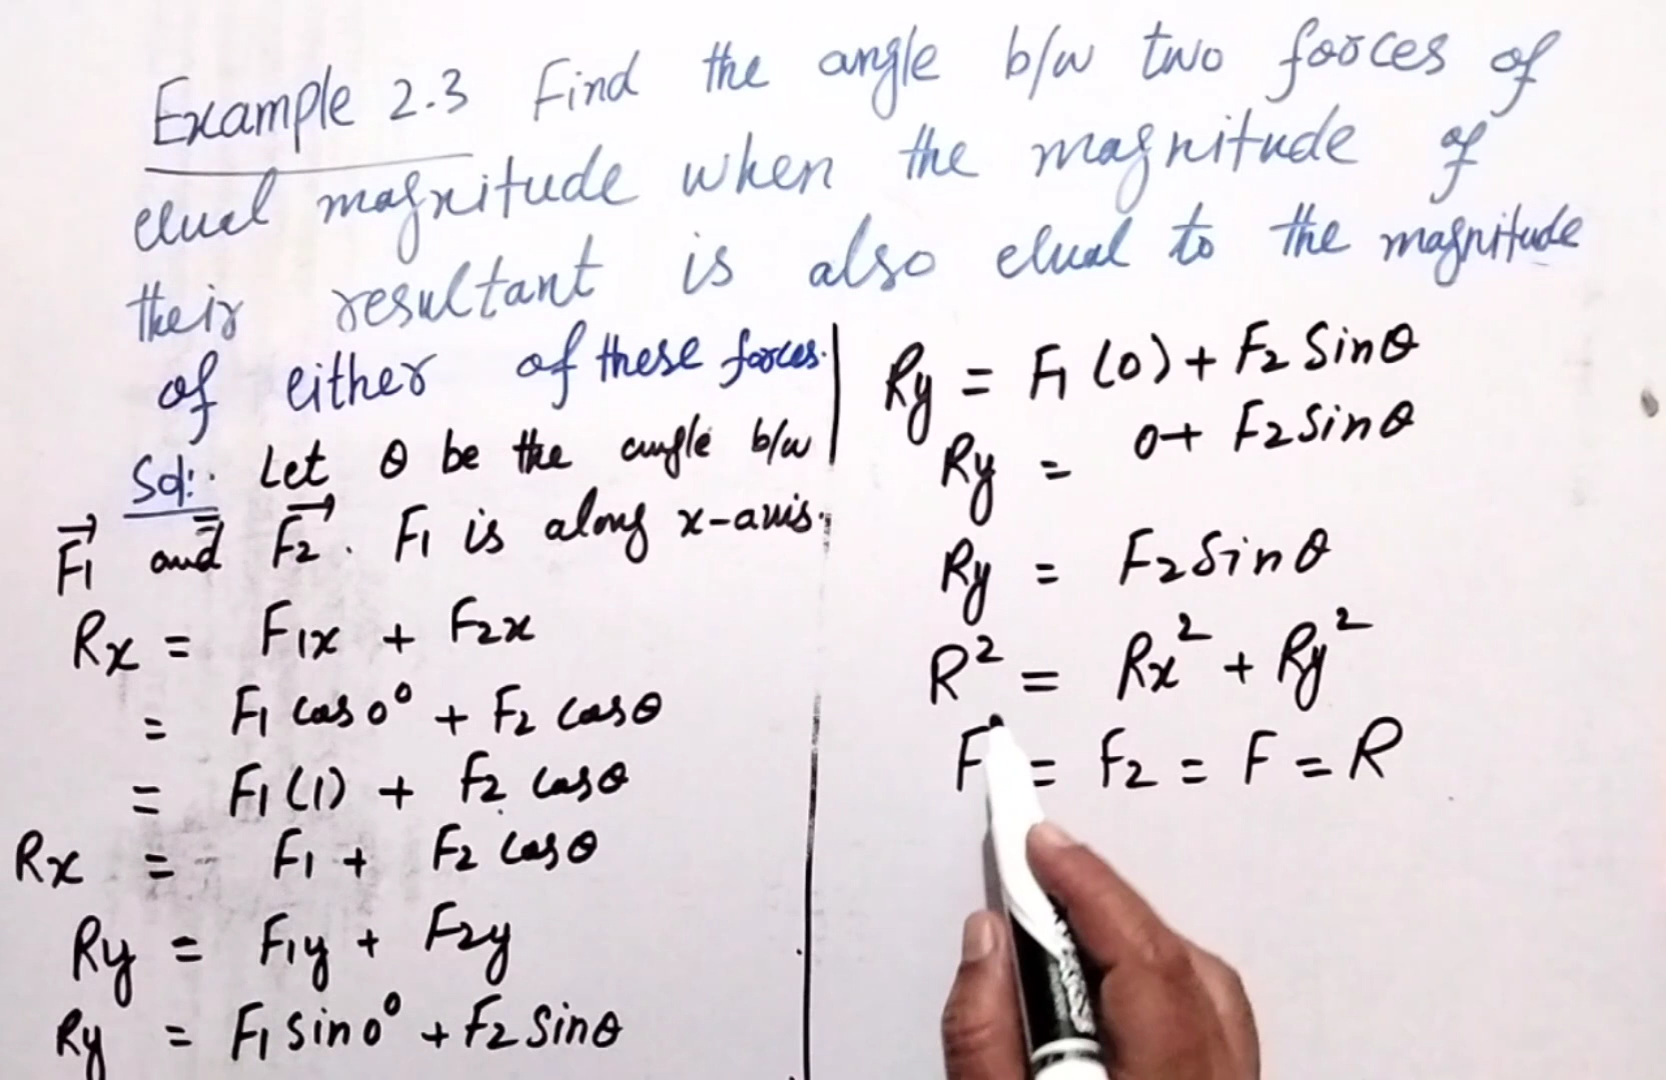 Example 2.3 Find the angle b/w two forces of
equal magnitude when the magnitude of
their resultant is also equal to the magnitude
of either of these forces.
Sol:. Let θ be the angle b/w
F₁ and F₂. F₁ is along x-axis.
Rx = F₁x + F₂x
= F₁ cos 0° + F₂ cosθ
= F₁(1) + F₂ cosθ
Rx = F₁ + F₂ cosθ
Ry = F₁y + F₂y
Ry = F₁ sin 0° + F₂ sinθ
Ry = F₁(0) + F₂ Sinθ
Ry = 0 + F₂ sinθ
Ry = F₂ Sinθ
R² = Rx² + Ry²
F = F₂ = F = R